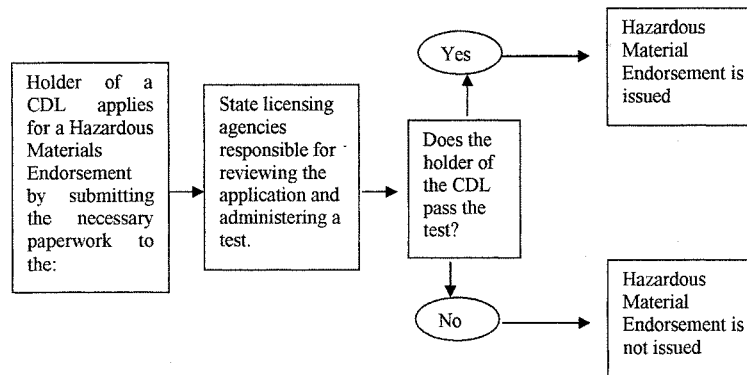 Holder of a
CDL applies
for a Hazardous
Materials
Endorsement
by submitting
the necessary
paperwork to
the:
State licensing
agencies
responsible for
reviewing the
application and
administering a
test.
Does the
holder of
the CDL
pass the
test?
Yes
Hazardous
Material
Endorsement is
issued
No
Hazardous
Material
Endorsement is
not issued